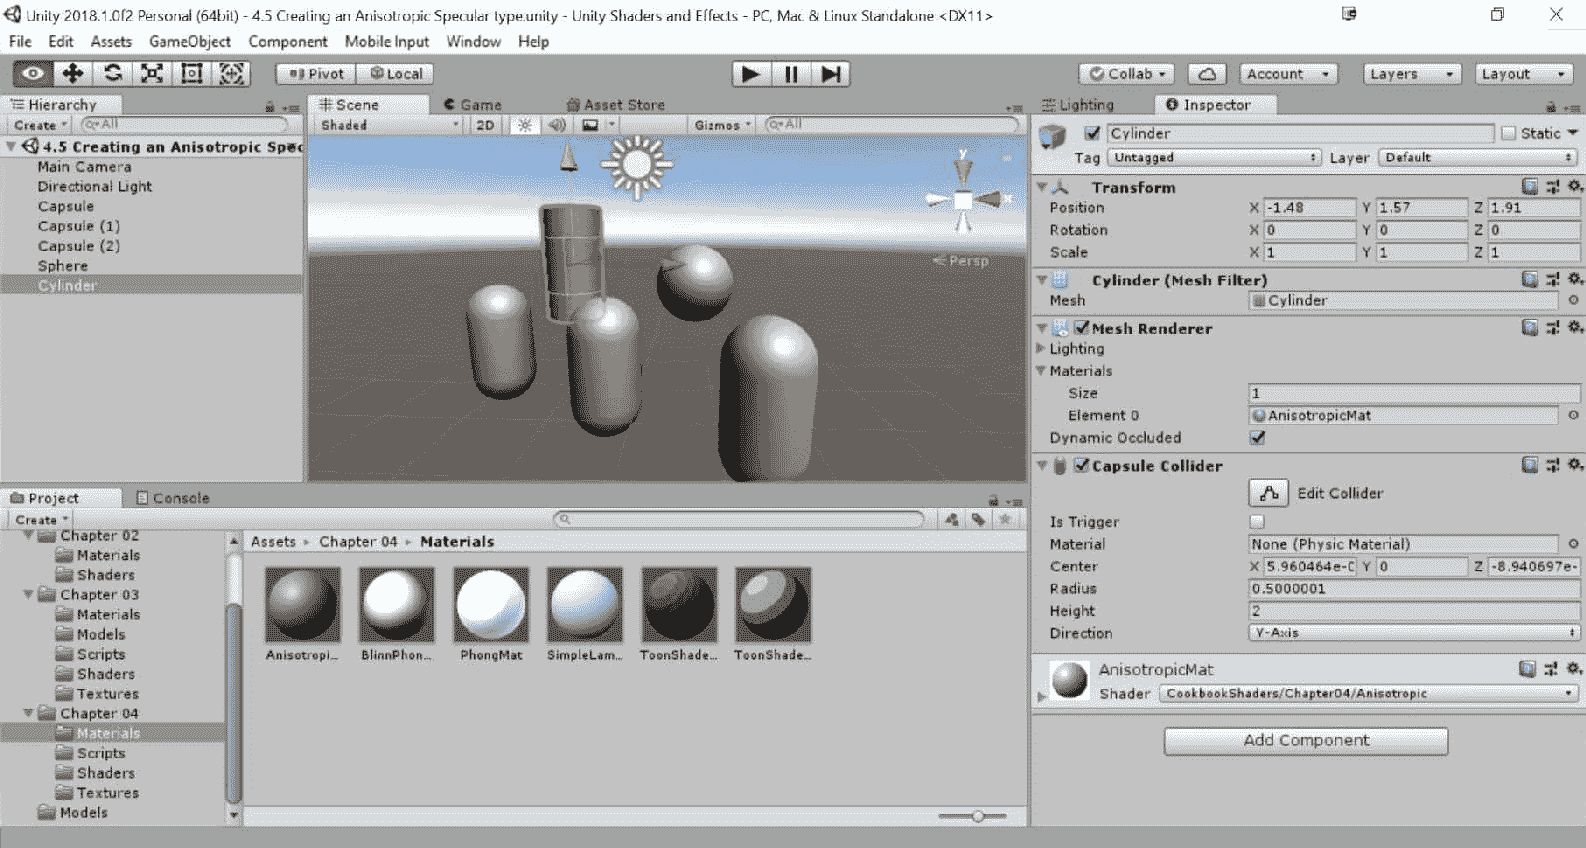 Unity 2018.1.0f2 Personal (64bit) - 4.5 Creating an Anisotropic Specular type.unity - Unity Shaders and Effects - PC, Mac & Linux Standalone <DX11>
File Edit Assets GameObject Component Mobile Input Window Help
Pivot Local Collab Account Layers Layout
Hierarchy
Create All
4.5 Creating an Anisotropic Spec
Main Camera
Directional Light
Capsule
Capsule (1)
Capsule (2)
Sphere
Cylinder
Scene Game Asset Store
Shaded 2D Gizmos All
y
x
Persp
Lighting Inspector
Cylinder Static
Tag Untagged Layer Default
Transform
Position X -1.48 Y 1.57 Z 1.91
Rotation X 0 Y 0 Z 0
Scale X 1 Y 1 Z 1
Cylinder (Mesh Filter)
Mesh Cylinder
Mesh Renderer
Lighting
Materials
Size 1
Element 0 AnisotropicMat
Dynamic Occluded
Capsule Collider
Edit Collider
Is Trigger
Material None (Physic Material)
Center X 5.960464e-0 Y 0 Z -8.940697e-
Radius 0.5000001
Height 2
Direction Y-Axis
AnisotropicMat
Shader CookbookShaders/Chapter04/Anisotropic
Add Component
Project Console
Create
Chapter 02
Materials
Shaders
Chapter 03
Materials
Models
Scripts
Shaders
Textures
Chapter 04
Materials
Scripts
Shaders
Textures
Models
Assets Chapter 04 Materials
Anisotropi... BlinnPhon... PhongMat SimpleLam... ToonShade... ToonShade...